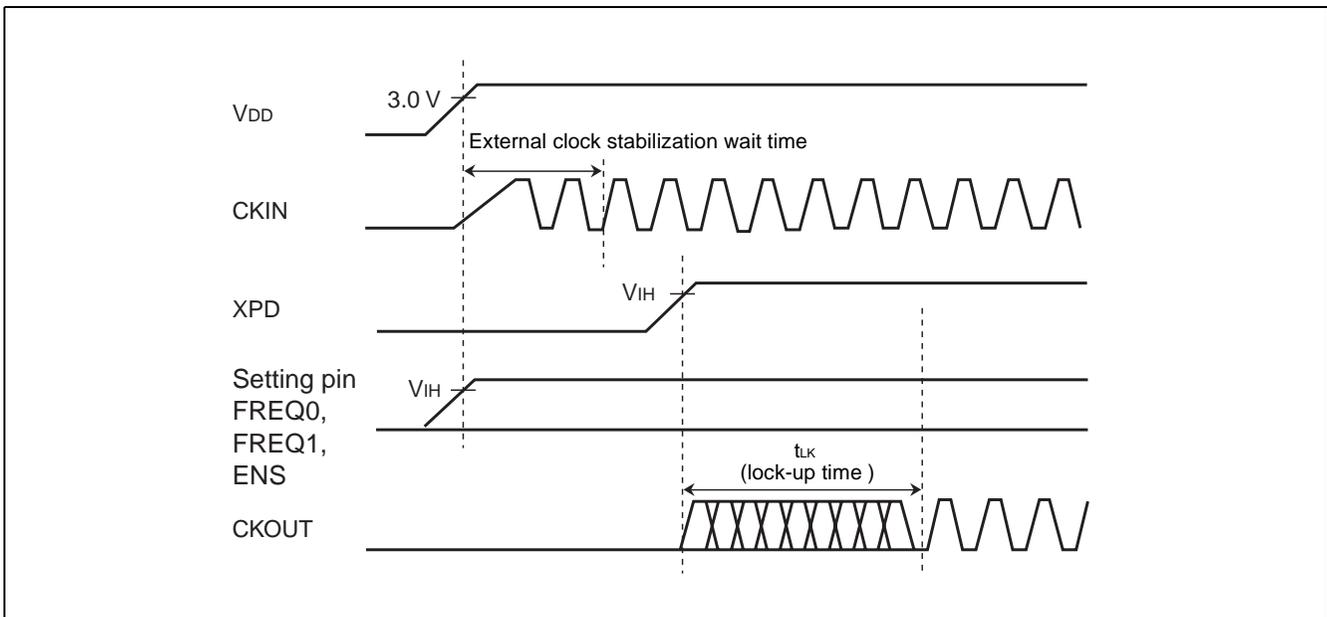 VDD
3.0 V
External clock stabilization wait time
CKIN
XPD
VIH
Setting pin
FREQ0,
FREQ1,
ENS
VIH
tLK
(lock-up time )
CKOUT